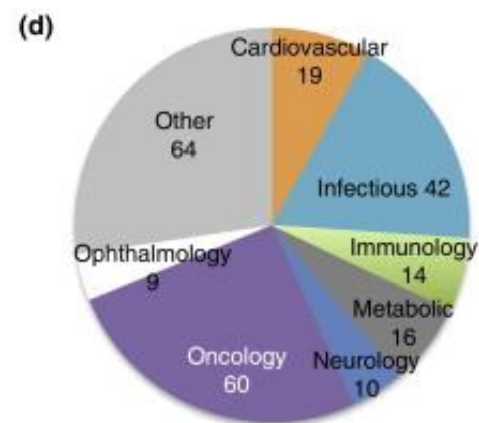 (d)
Cardiovascular
19
Infectious 42
Immunology
14
Metabolic
16
Neurology
10
Oncology
60
Ophthalmology
9
Other
64